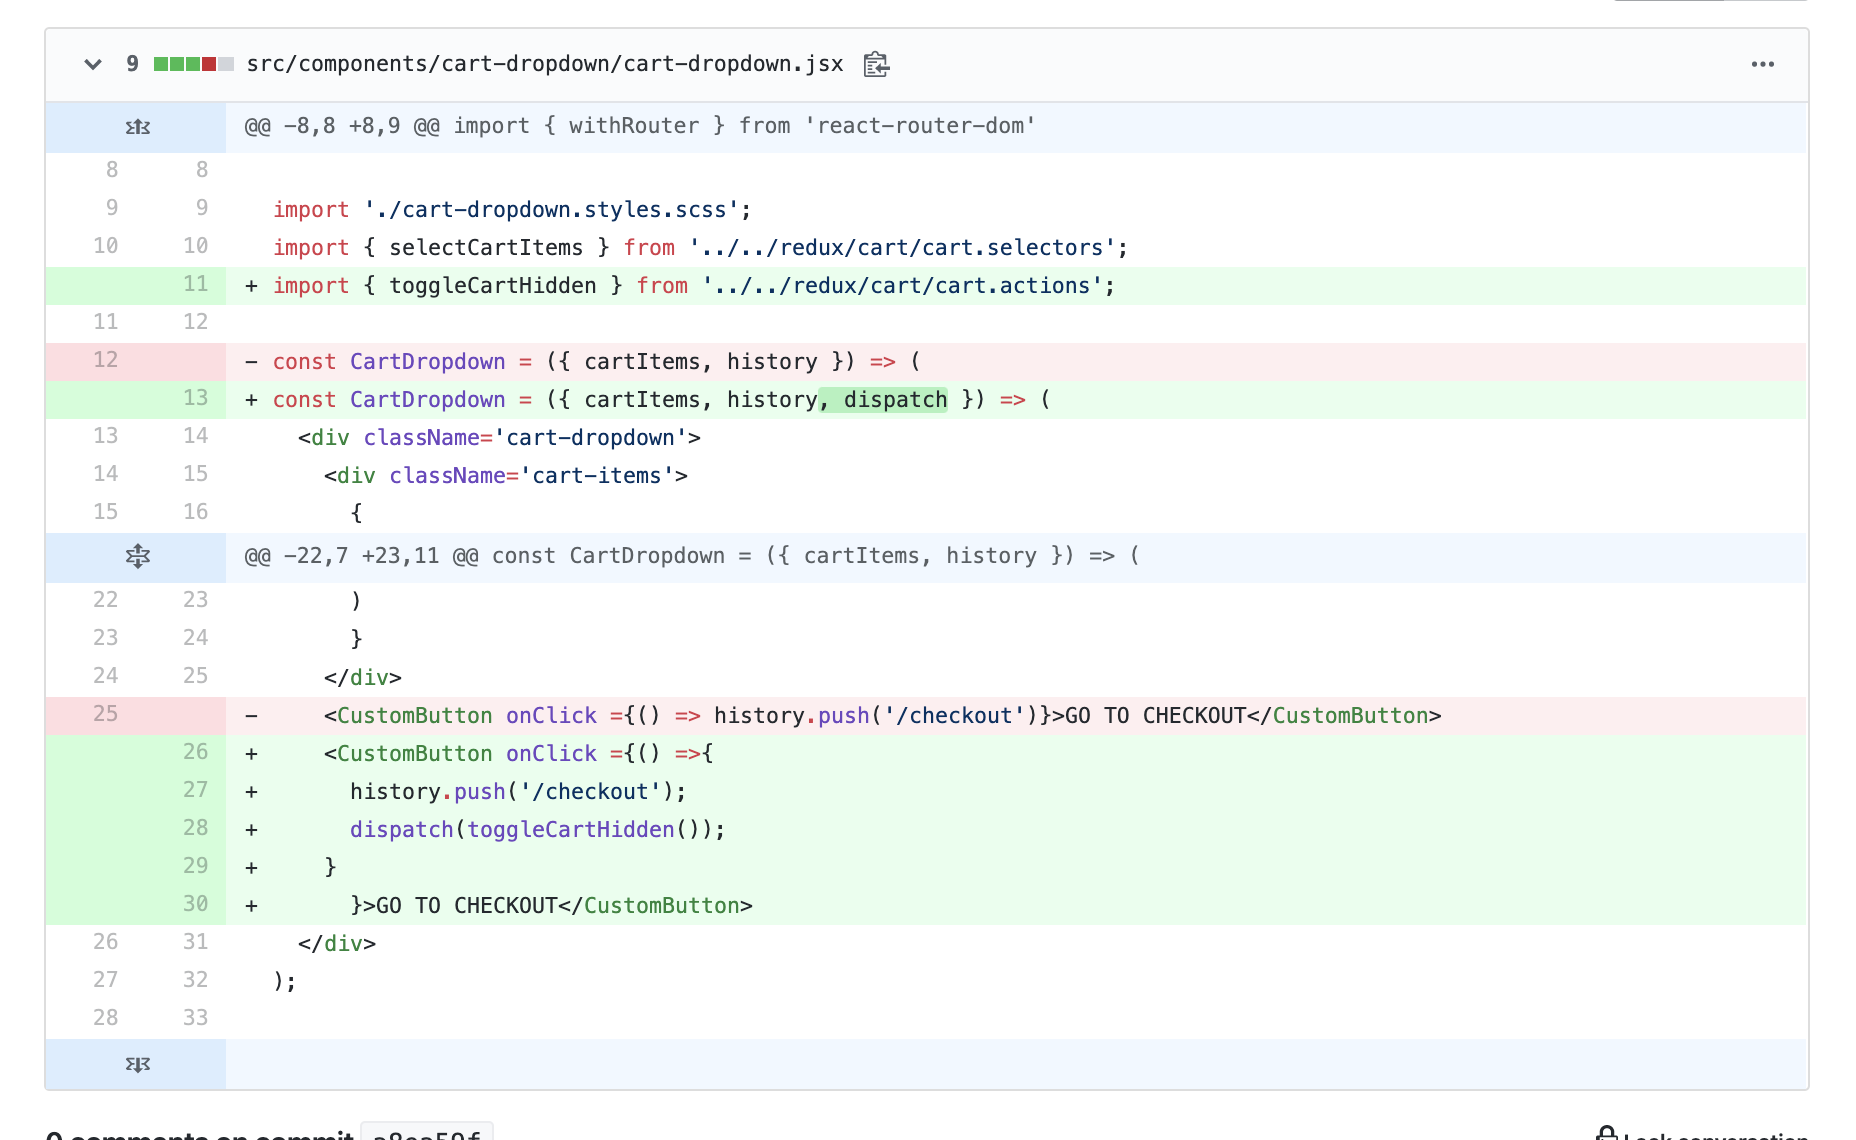 9 src/components/cart-dropdown/cart-dropdown.jsx
@@ -8,8 +8,9 @@ import { withRouter } from 'react-router-dom'
8 8
9 9 import './cart-dropdown.styles.scss';
10 10 import { selectCartItems } from '../../redux/cart/cart.selectors';
11 + import { toggleCartHidden } from '../../redux/cart/cart.actions';
11 12
12 - const CartDropdown = ({ cartItems, history }) => (
13 + const CartDropdown = ({ cartItems, history, dispatch }) => (
13 14 <div className='cart-dropdown'>
14 15 <div className='cart-items'>
15 16 {
@@ -22,7 +23,11 @@ const CartDropdown = ({ cartItems, history }) => (
22 23 )
23 24 }
24 25 </div>
25 - <CustomButton onClick ={() => history.push('/checkout')}>GO TO CHECKOUT</CustomButton>
26 + <CustomButton onClick ={() =>{
27 + history.push('/checkout');
28 + dispatch(toggleCartHidden());
29 + }
30 + }>GO TO CHECKOUT</CustomButton>
26 31 </div>
27 32 );
28 33
0 comments on commit
Lock conversation